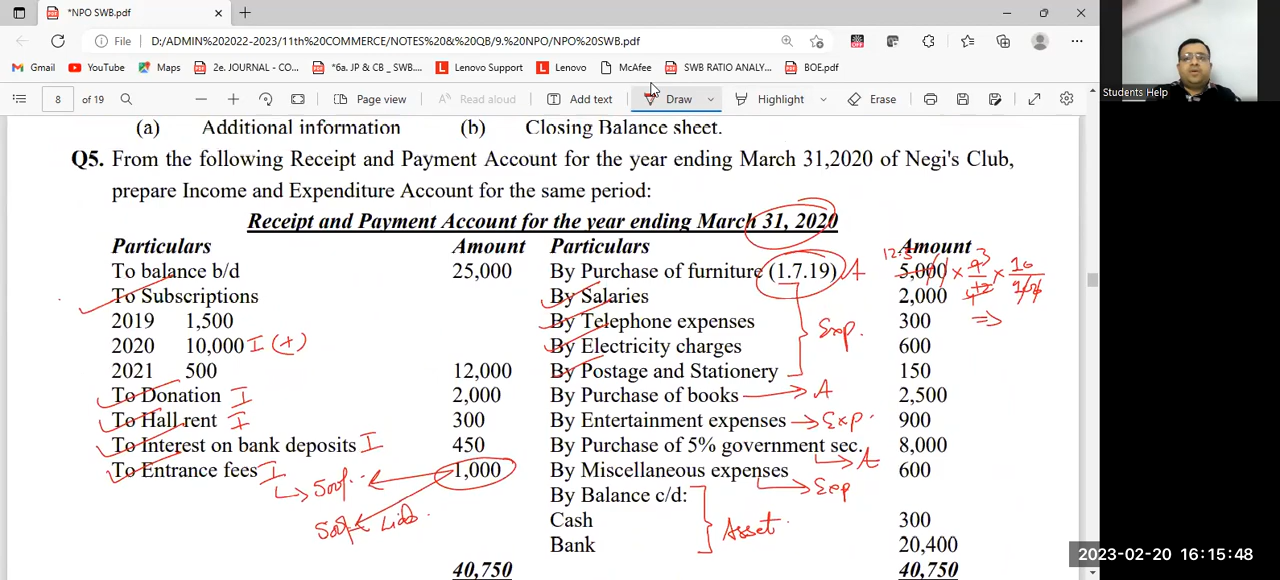 *NPO SWB.pdf
File D:/ADMIN%202022-2023/11th%20COMMERCE/NOTES%20&%20QB/9.%20NPO/NPO%20SWB.pdf
Gmail YouTube Maps 2e. JOURNAL - CO... *6a. JP & CB _ SWB.... LenovoSupport Lenovo McAfee SWB RATIO ANALY... BOE.pdf
8 of 19 Page view Read aloud Add text Draw Highlight Erase
Students Help
(a) Additional information (b) Closing Balance sheet.
Q5. From the following Receipt and Payment Account for the year ending March 31,2020 of Negi's Club,
prepare Income and Expenditure Account for the same period:
Receipt and Payment Account for the year ending March 31, 2020
Particulars Amount Particulars Amount
To balance b/d 25,000 By Purchase of furniture (1.7.19) A 5,000
To Subscriptions By Salaries 2,000
2019 1,500 By Telephone expenses 300
2020 10,000 I (+) By Electricity charges Exp. 600
2021 500 12,000 By Postage and Stationery 150
To Donation I 2,000 By Purchase of books → A 2,500
To Hall rent I 300 By Entertainment expenses → Exp. 900
To Interest on bank deposits I 450 By Purchase of 5% government sec. → A 8,000
To Entrance fees I 1,000 By Miscellaneous expenses → Exp 600
By Balance c/d:
Cash Asset 300
Bank 20,400
40,750 40,750
2023-02-20 16:15:48